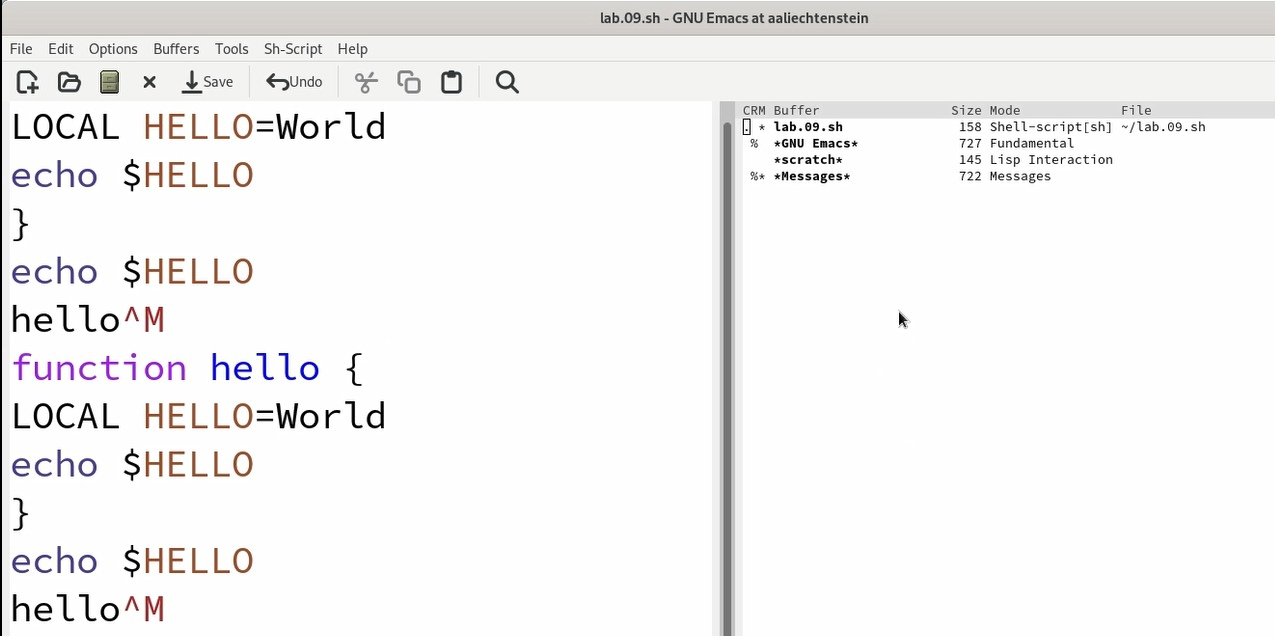 lab.09.sh - GNU Emacs at aaliechtenstein
File Edit Options Buffers Tools Sh-Script Help
Save Undo
LOCAL HELLO=World
echo $HELLO
}
echo $HELLO
hello^M
function hello {
LOCAL HELLO=World
echo $HELLO
}
echo $HELLO
hello^M
CRM Buffer Size Mode File
. * lab.09.sh 158 Shell-script[sh] ~/lab.09.sh
% *GNU Emacs* 727 Fundamental
*scratch* 145 Lisp Interaction
%* *Messages* 722 Messages